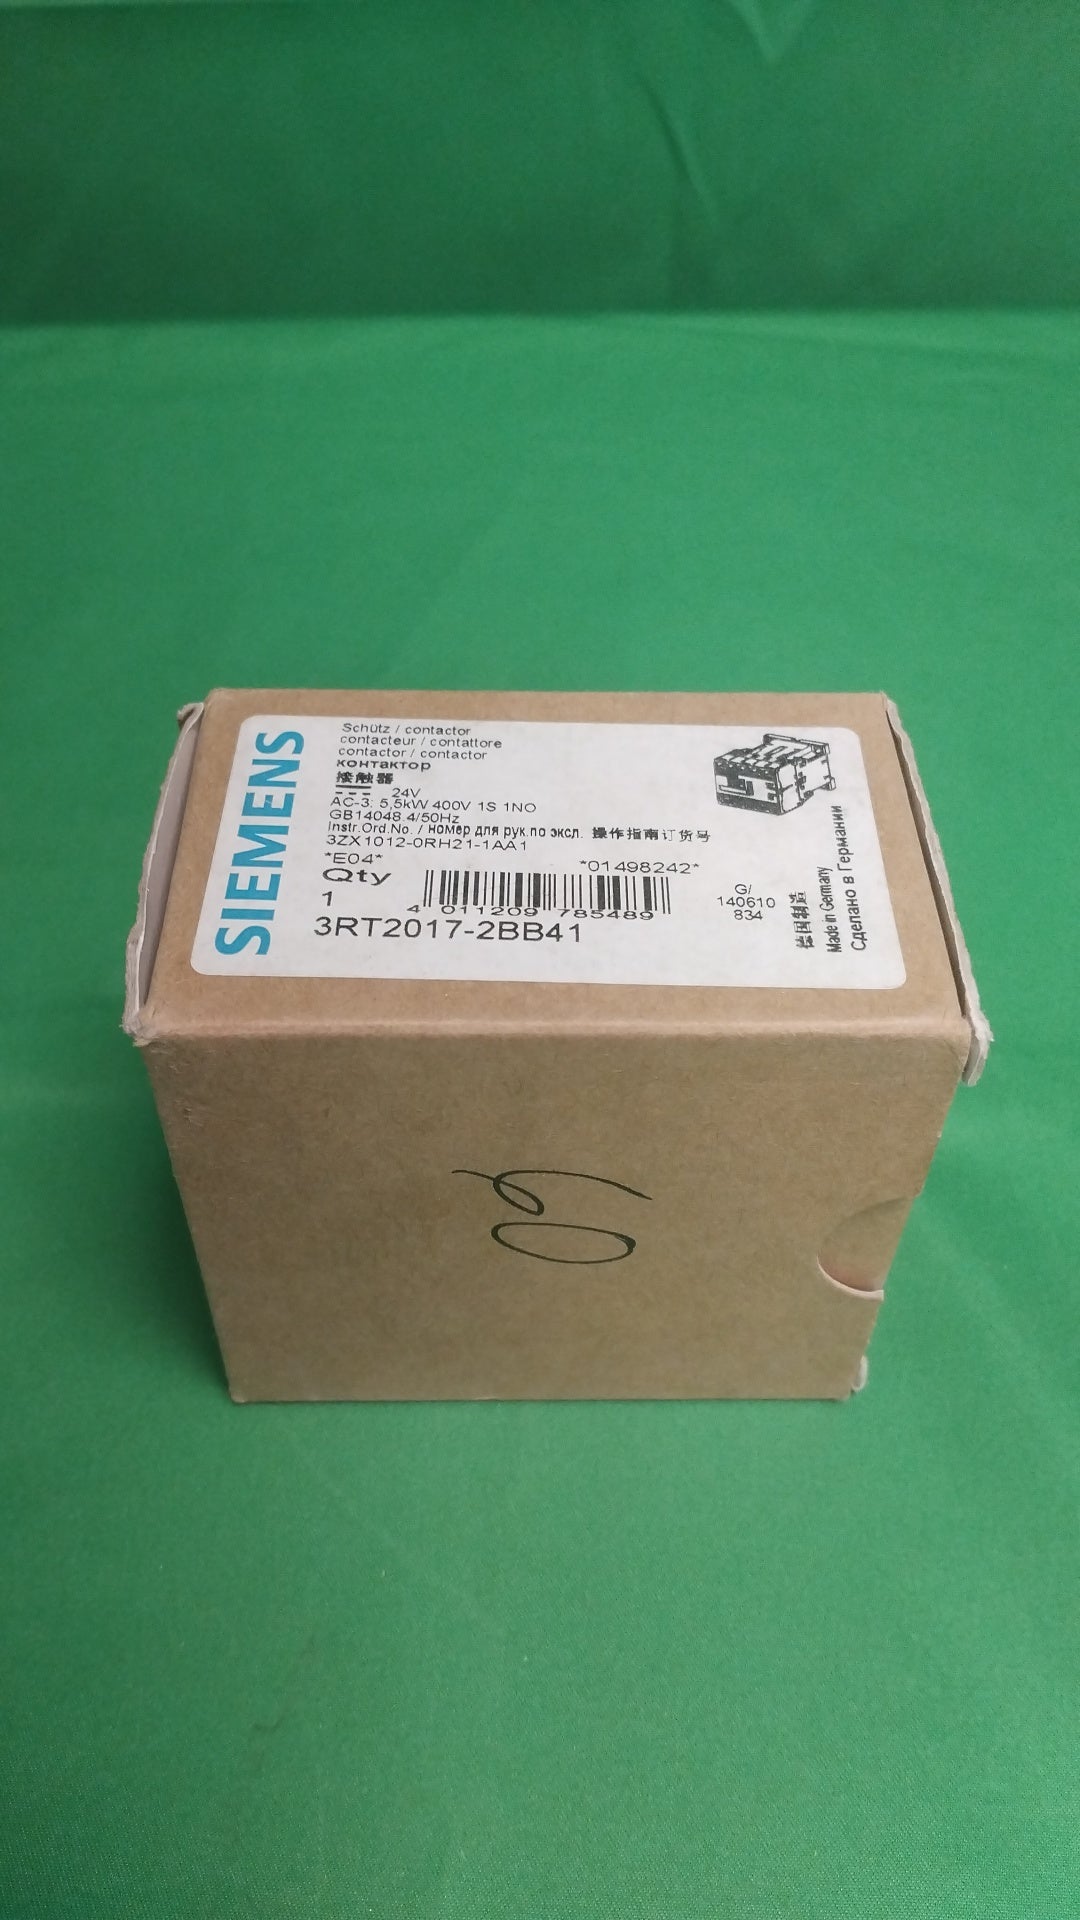 SIEMENS
Schütz / contactor
contacteur / contattore
contactor / contactor
контактор
接触器
24V
AC-3: 5,5kW 400V 1S 1NO
GB14048.4/50Hz
Instr.Ord.No. / номер для рук.по эксл. 操作指南订货号
3ZX1012-0RH21-1AA1
*E04* *01498242*
Qty
1
4 011209 785489
3RT2017-2BB41
G/
140610
834
德国制造
Made in Germany
Сделано в Германии